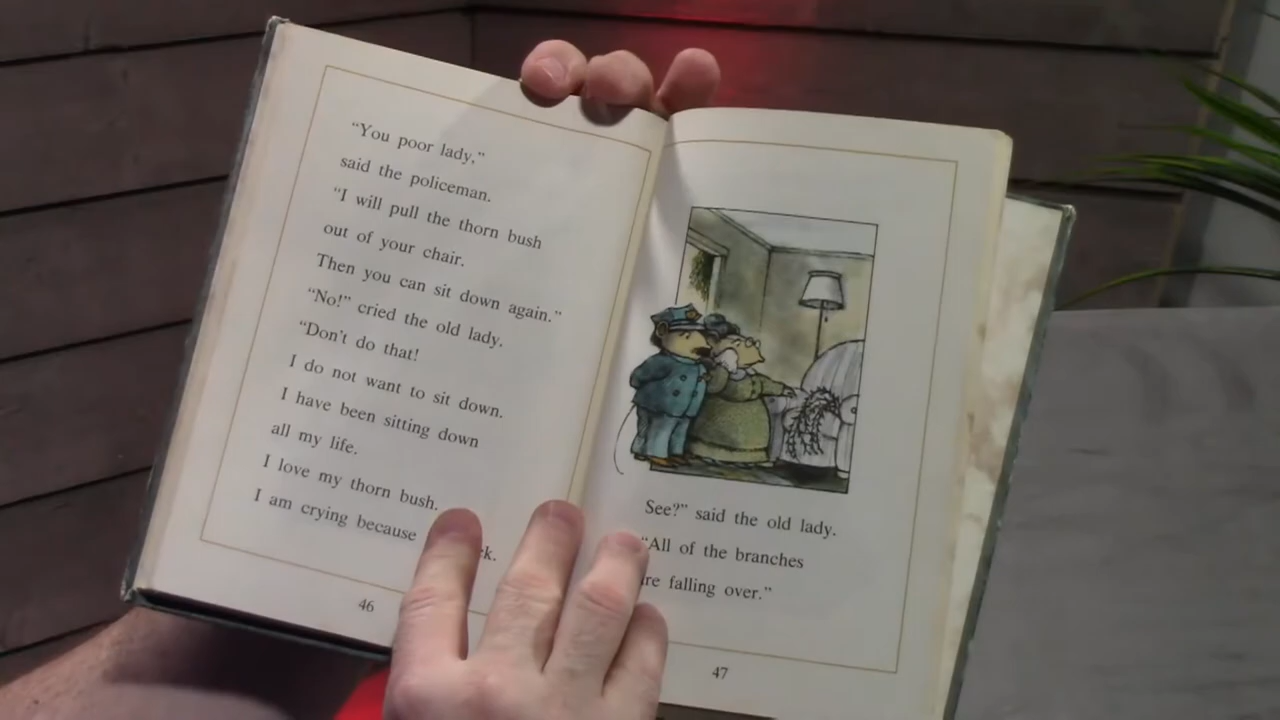 “You poor lady,”
said the policeman.
“I will pull the thorn bush
out of your chair.
Then you can sit down again.”
“No!” cried the old lady.
“Don't do that!
I do not want to sit down.
I have been sitting down
all my life.
I love my thorn bush.
I am crying because
46
See?” said the old lady.
“All of the branches
falling over.”
47